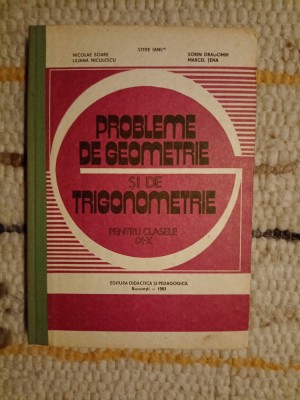 STERE IANUȘ
NICOLAE SOARE SORIN DRAGOMIR
LILIANA NICULESCU MARCEL ȚENA
PROBLEME
DE GEOMETRIE
ȘI DE
TRIGONOMETRIE
PENTRU CLASELE
IX-X
EDITURA DIDACTICĂ ȘI PEDAGOGICĂ
București – 1983